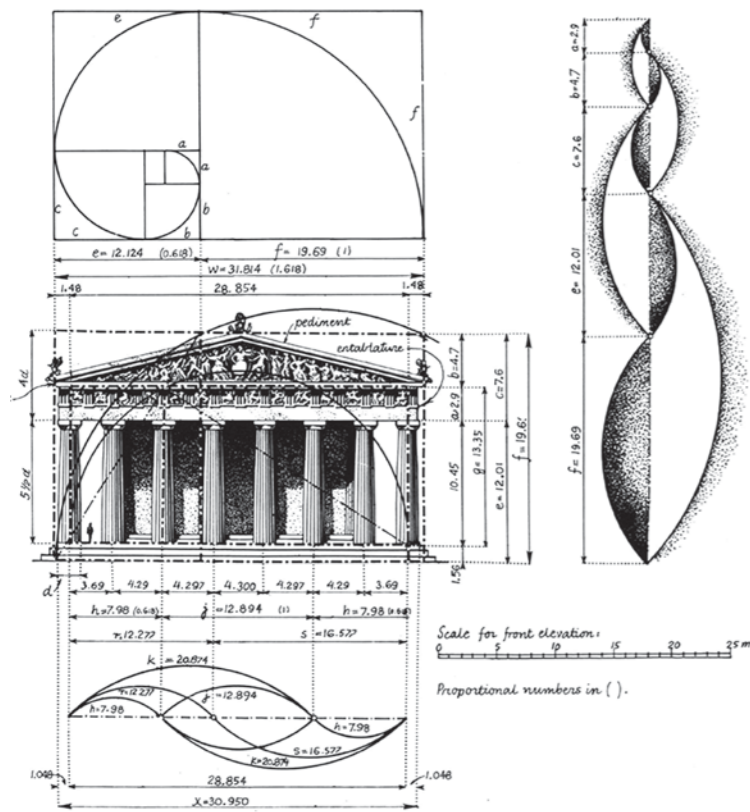 e f
f
a
a
c b
c b
e = 12.124 (0.618) f = 19.69 (1)
w = 31.814 (1.618)
1.48 28.854 1.48
pediment
entablature
4d
5½d
b=4.7
a=2.9
c=7.6
10.45
g = 13.35
e = 12.01
f = 19.6
1.56
d
3.69 4.29 4.297 4.300 4.297 4.29 3.69
h=7.98 (0.618) j = 12.894 (1) h=7.98 (0.618)
r=12.277 s = 16.577
k = 20.874
r=12.277 j = 12.894
h=7.98 h=7.98
s = 16.577
k=20.874
1.048 28.854 1.048
x = 30.950
a=2.9
b=4.7
c=7.6
e = 12.01
f = 19.69
Scale for front elevation:
0 5 10 15 20 25 m
Proportional numbers in ( ).